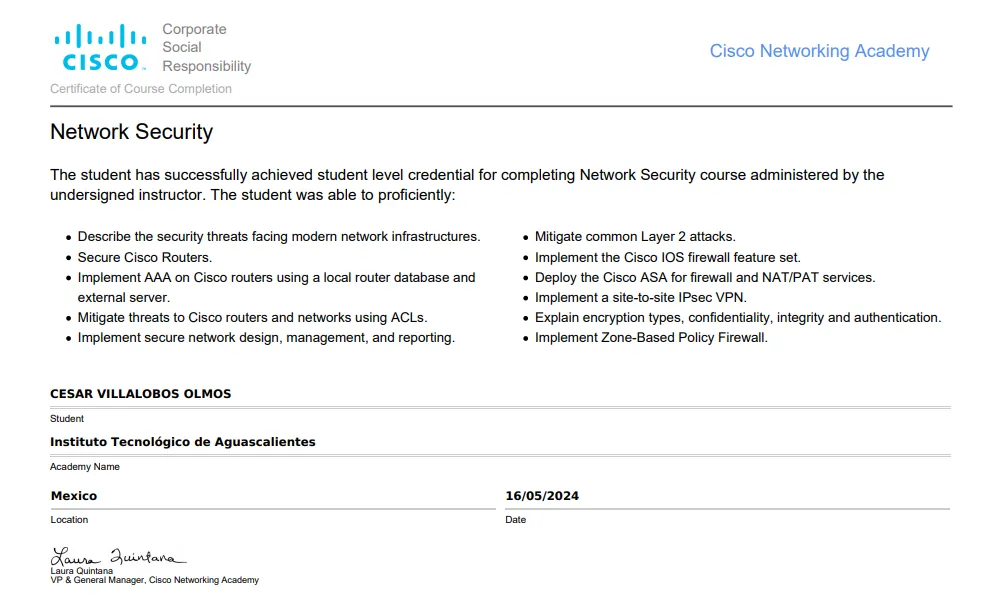 CISCO
Corporate
Social
Responsibility
Cisco Networking Academy
Certificate of Course Completion
Network Security
The student has successfully achieved student level credential for completing Network Security course administered by the
undersigned instructor. The student was able to proficiently:
• Describe the security threats facing modern network infrastructures.
• Secure Cisco Routers.
• Implement AAA on Cisco routers using a local router database and
external server.
• Mitigate threats to Cisco routers and networks using ACLs.
• Implement secure network design, management, and reporting.
• Mitigate common Layer 2 attacks.
• Implement the Cisco IOS firewall feature set.
• Deploy the Cisco ASA for firewall and NAT/PAT services.
• Implement a site-to-site IPsec VPN.
• Explain encryption types, confidentiality, integrity and authentication.
• Implement Zone-Based Policy Firewall.
CESAR VILLALOBOS OLMOS
Student
Instituto Tecnológico de Aguascalientes
Academy Name
Mexico
Location
16/05/2024
Date
Laura Quintana
Laura Quintana
VP & General Manager, Cisco Networking Academy